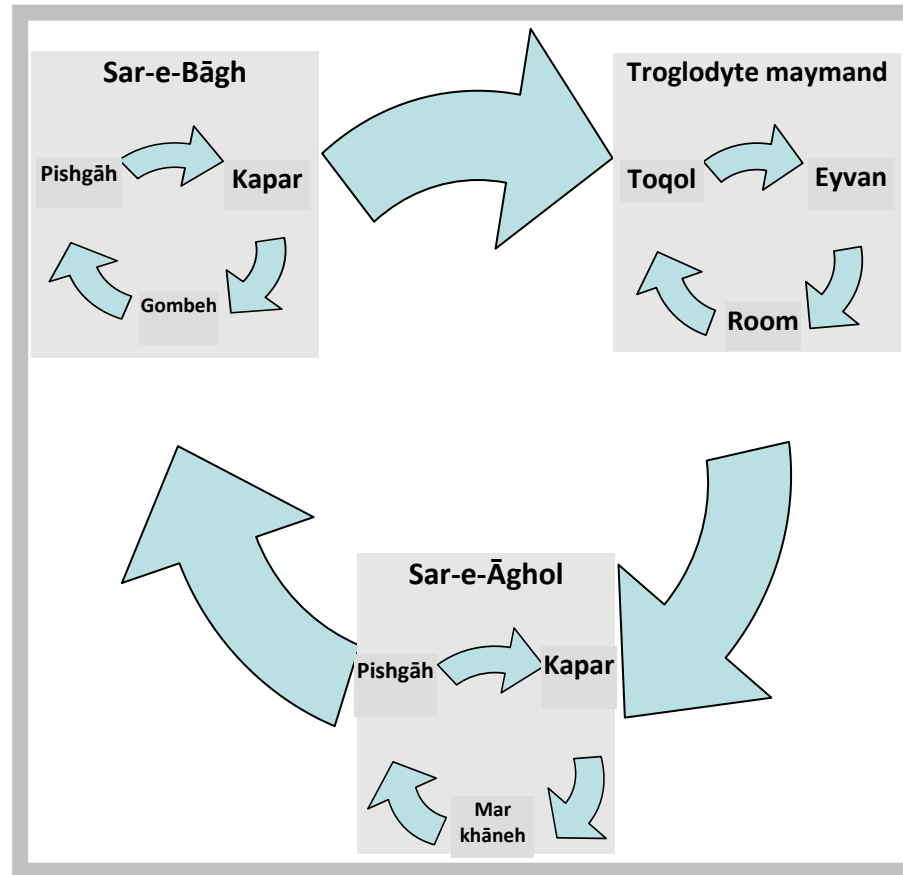 Sar-e-Bāgh
Pishgāh
Kapar
Gombeh
Troglodyte maymand
Toqol
Eyvan
Room
Sar-e-Āghol
Pishgāh
Kapar
Mar
khāneh